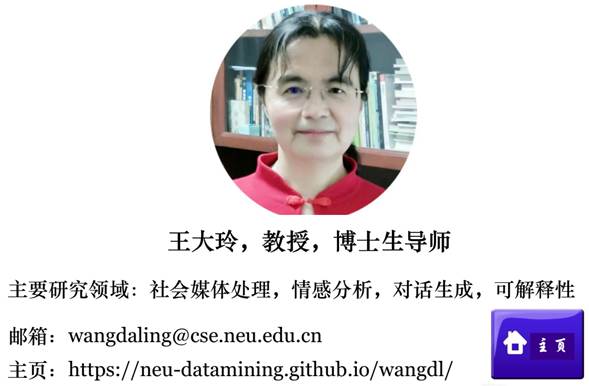 王大玲，教授，博士生导师
主要研究领域：社会媒体处理，情感分析，对话生成，可解释性
邮箱：wangdaling@cse.neu.edu.cn
主页：https://neu-datamining.github.io/wangdl/
主页